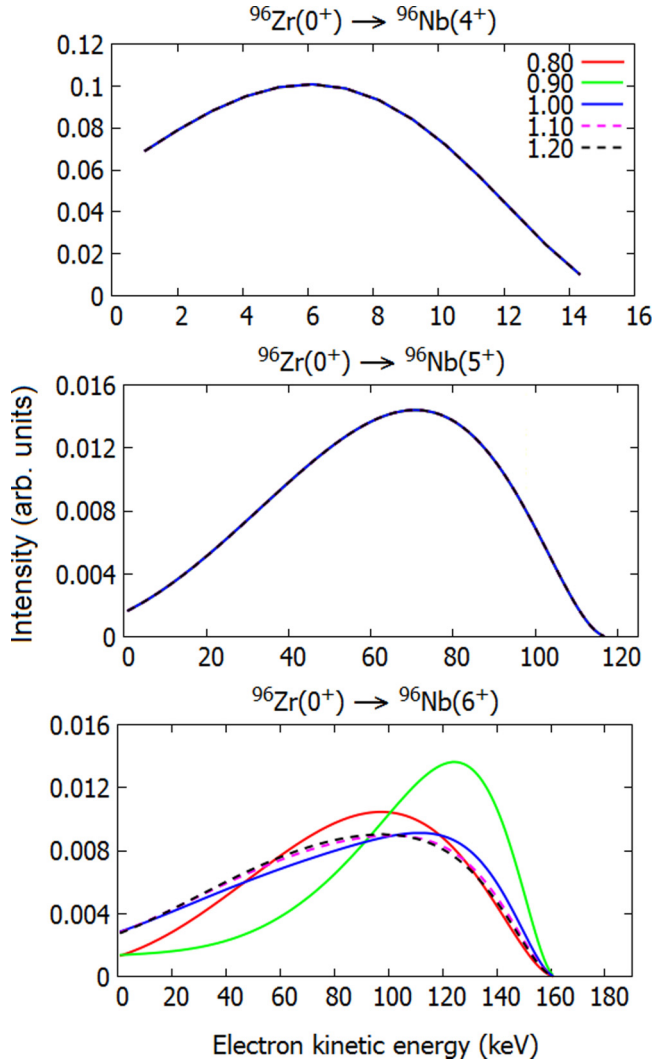 ⁹⁶Zr(0⁺) → ⁹⁶Nb(4⁺)
0.12
0.1
0.08
0.06
0.04
0.02
0
0.80
0.90
1.00
1.10
1.20
0 2 4 6 8 10 12 14 16
⁹⁶Zr(0⁺) → ⁹⁶Nb(5⁺)
Intensity (arb. units)
0.016
0.012
0.008
0.004
0
0 20 40 60 80 100 120
⁹⁶Zr(0⁺) → ⁹⁶Nb(6⁺)
0.016
0.012
0.008
0.004
0
0 20 40 60 80 100 120 140 160 180
Electron kinetic energy (keV)